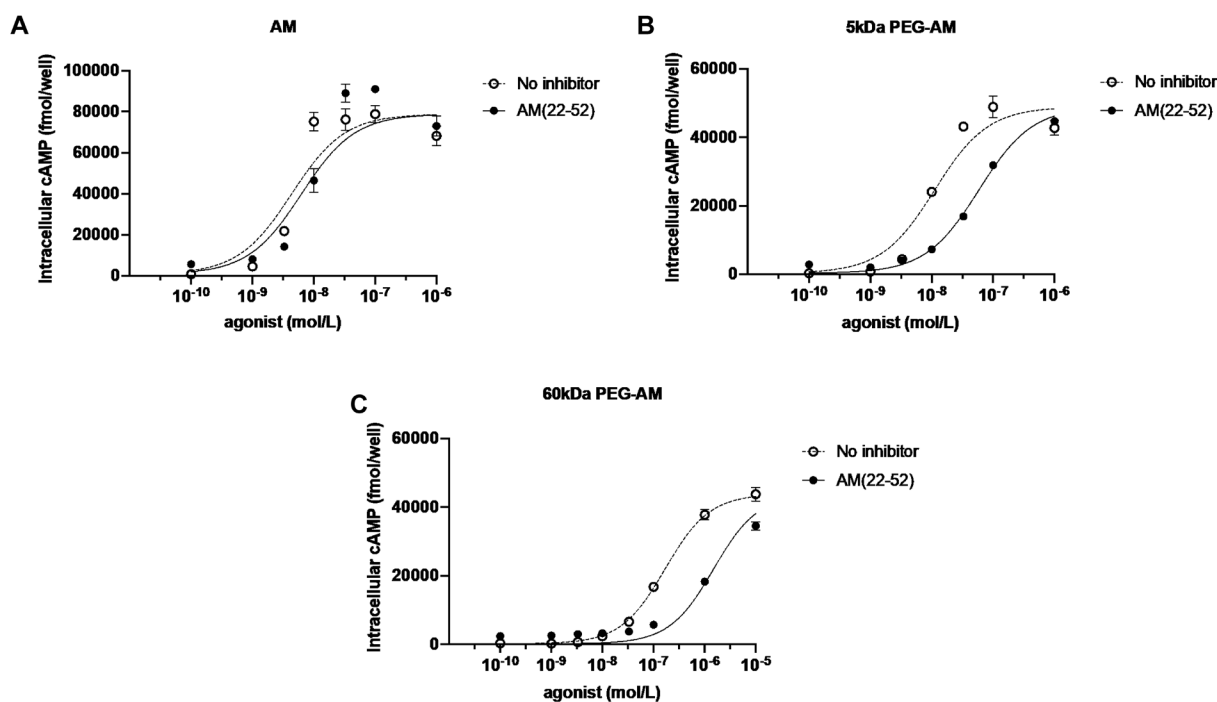 A
AM
Intracellular cAMP (fmol/well)
100000
80000
60000
40000
20000
0
10-10
10-9
10-8
10-7
10-6
agonist (mol/L)
No inhibitor
AM(22-52)
B
5kDa PEG-AM
Intracellular cAMP (fmol/well)
60000
40000
20000
0
10-10
10-9
10-8
10-7
10-6
agonist (mol/L)
No inhibitor
AM(22-52)
C
60kDa PEG-AM
Intracellular cAMP (fmol/well)
60000
40000
20000
0
10-10
10-9
10-8
10-7
10-6
10-5
agonist (mol/L)
No inhibitor
AM(22-52)